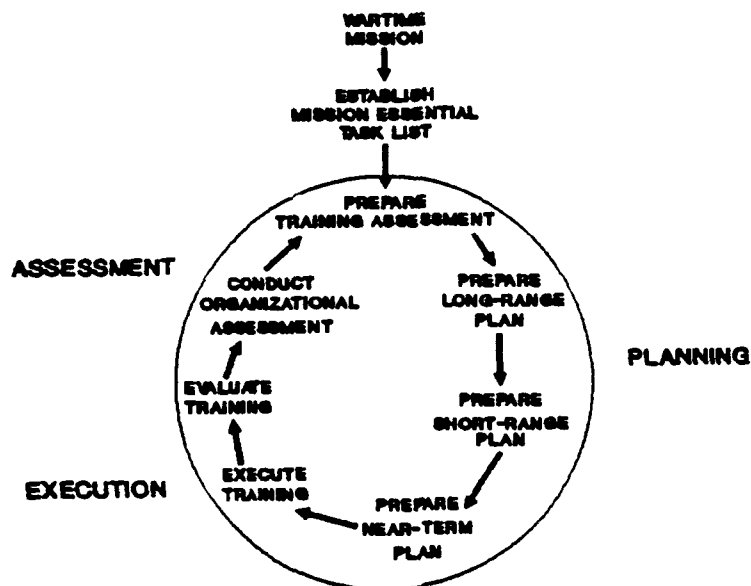 WARTIME
MISSION
ESTABLISH
MISSION ESSENTIAL
TASK LIST
PREPARE
TRAINING ASSESSMENT
ASSESSMENT
CONDUCT
ORGANIZATIONAL
ASSESSMENT
PREPARE
LONG-RANGE
PLAN
PLANNING
EVALUATE
TRAINING
PREPARE
SHORT-RANGE
PLAN
EXECUTION
EXECUTE
TRAINING
PREPARE
NEAR-TERM
PLAN